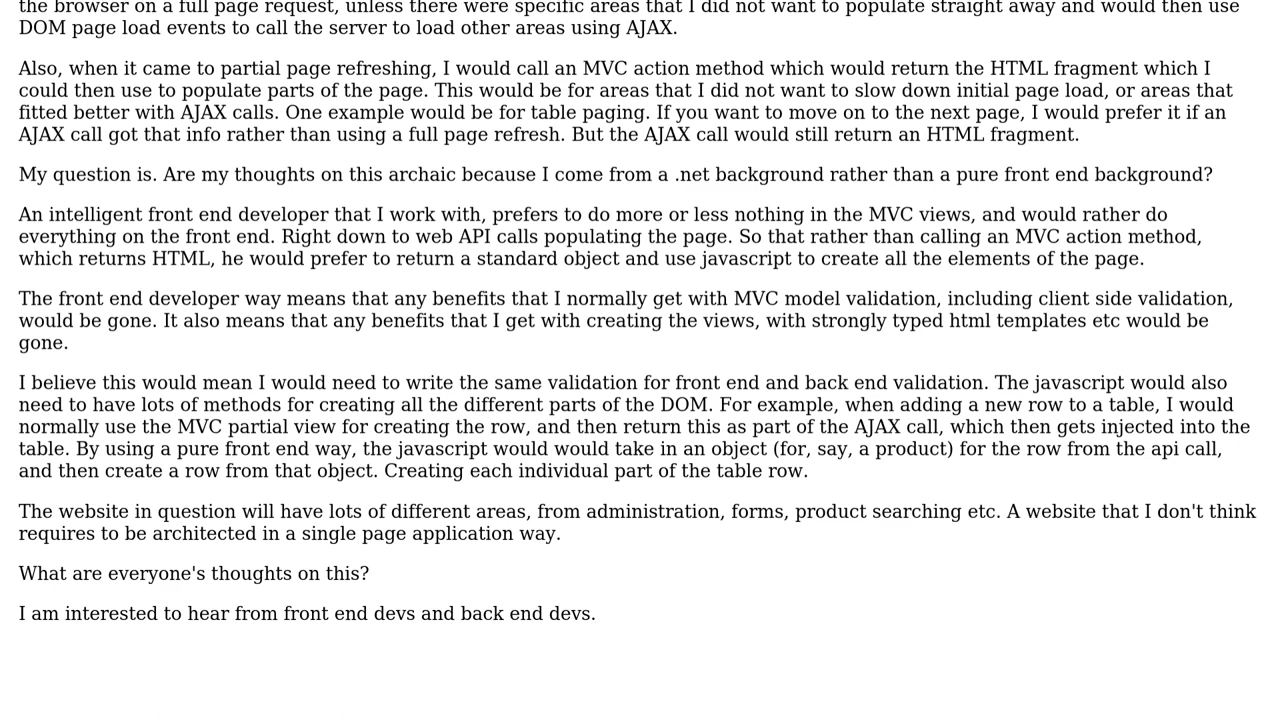 the browser on a full page request, unless there were specific areas that I did not want to populate straight away and would then use
DOM page load events to call the server to load other areas using AJAX.
Also, when it came to partial page refreshing, I would call an MVC action method which would return the HTML fragment which I
could then use to populate parts of the page. This would be for areas that I did not want to slow down initial page load, or areas that
fitted better with AJAX calls. One example would be for table paging. If you want to move on to the next page, I would prefer it if an
AJAX call got that info rather than using a full page refresh. But the AJAX call would still return an HTML fragment.
My question is. Are my thoughts on this archaic because I come from a .net background rather than a pure front end background?
An intelligent front end developer that I work with, prefers to do more or less nothing in the MVC views, and would rather do
everything on the front end. Right down to web API calls populating the page. So that rather than calling an MVC action method,
which returns HTML, he would prefer to return a standard object and use javascript to create all the elements of the page.
The front end developer way means that any benefits that I normally get with MVC model validation, including client side validation,
would be gone. It also means that any benefits that I get with creating the views, with strongly typed html templates etc would be
gone.
I believe this would mean I would need to write the same validation for front end and back end validation. The javascript would also
need to have lots of methods for creating all the different parts of the DOM. For example, when adding a new row to a table, I would
normally use the MVC partial view for creating the row, and then return this as part of the AJAX call, which then gets injected into the
table. By using a pure front end way, the javascript would would take in an object (for, say, a product) for the row from the api call,
and then create a row from that object. Creating each individual part of the table row.
The website in question will have lots of different areas, from administration, forms, product searching etc. A website that I don't think
requires to be architected in a single page application way.
What are everyone's thoughts on this?
I am interested to hear from front end devs and back end devs.